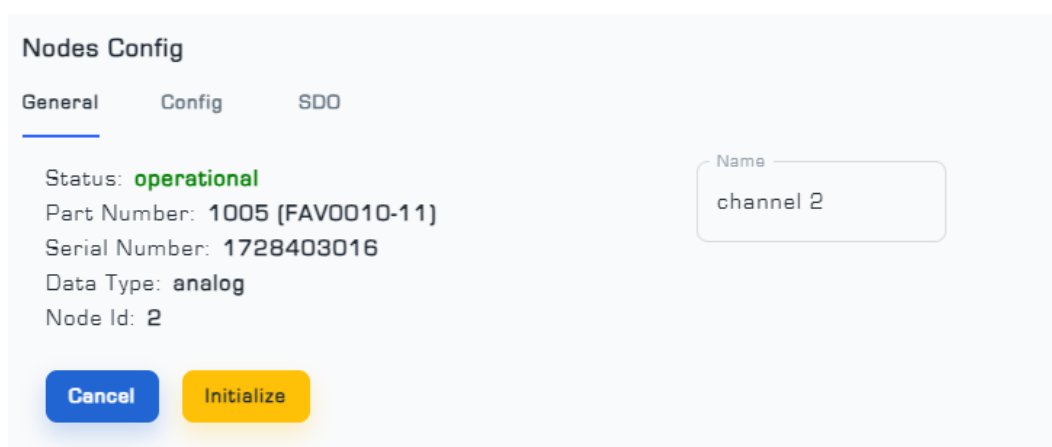 Nodes Config
General Config SDO
Name
Status: operational
channel 2
Part Number: 1005 (FAV0010-11)
Serial Number: 1728403016
Data Type: analog
Node Id: 2
Cancel Initialize